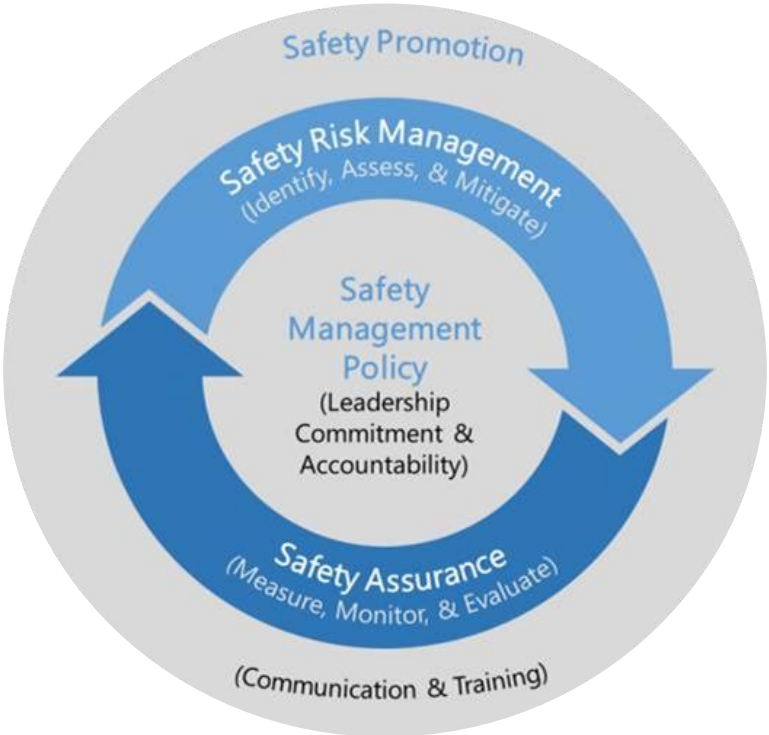 Safety Promotion
Safety Risk Management
(Identify, Assess, & Mitigate)
Safety
Management
Policy
(Leadership
Commitment &
Accountability)
Safety Assurance
(Measure, Monitor, & Evaluate)
(Communication & Training)